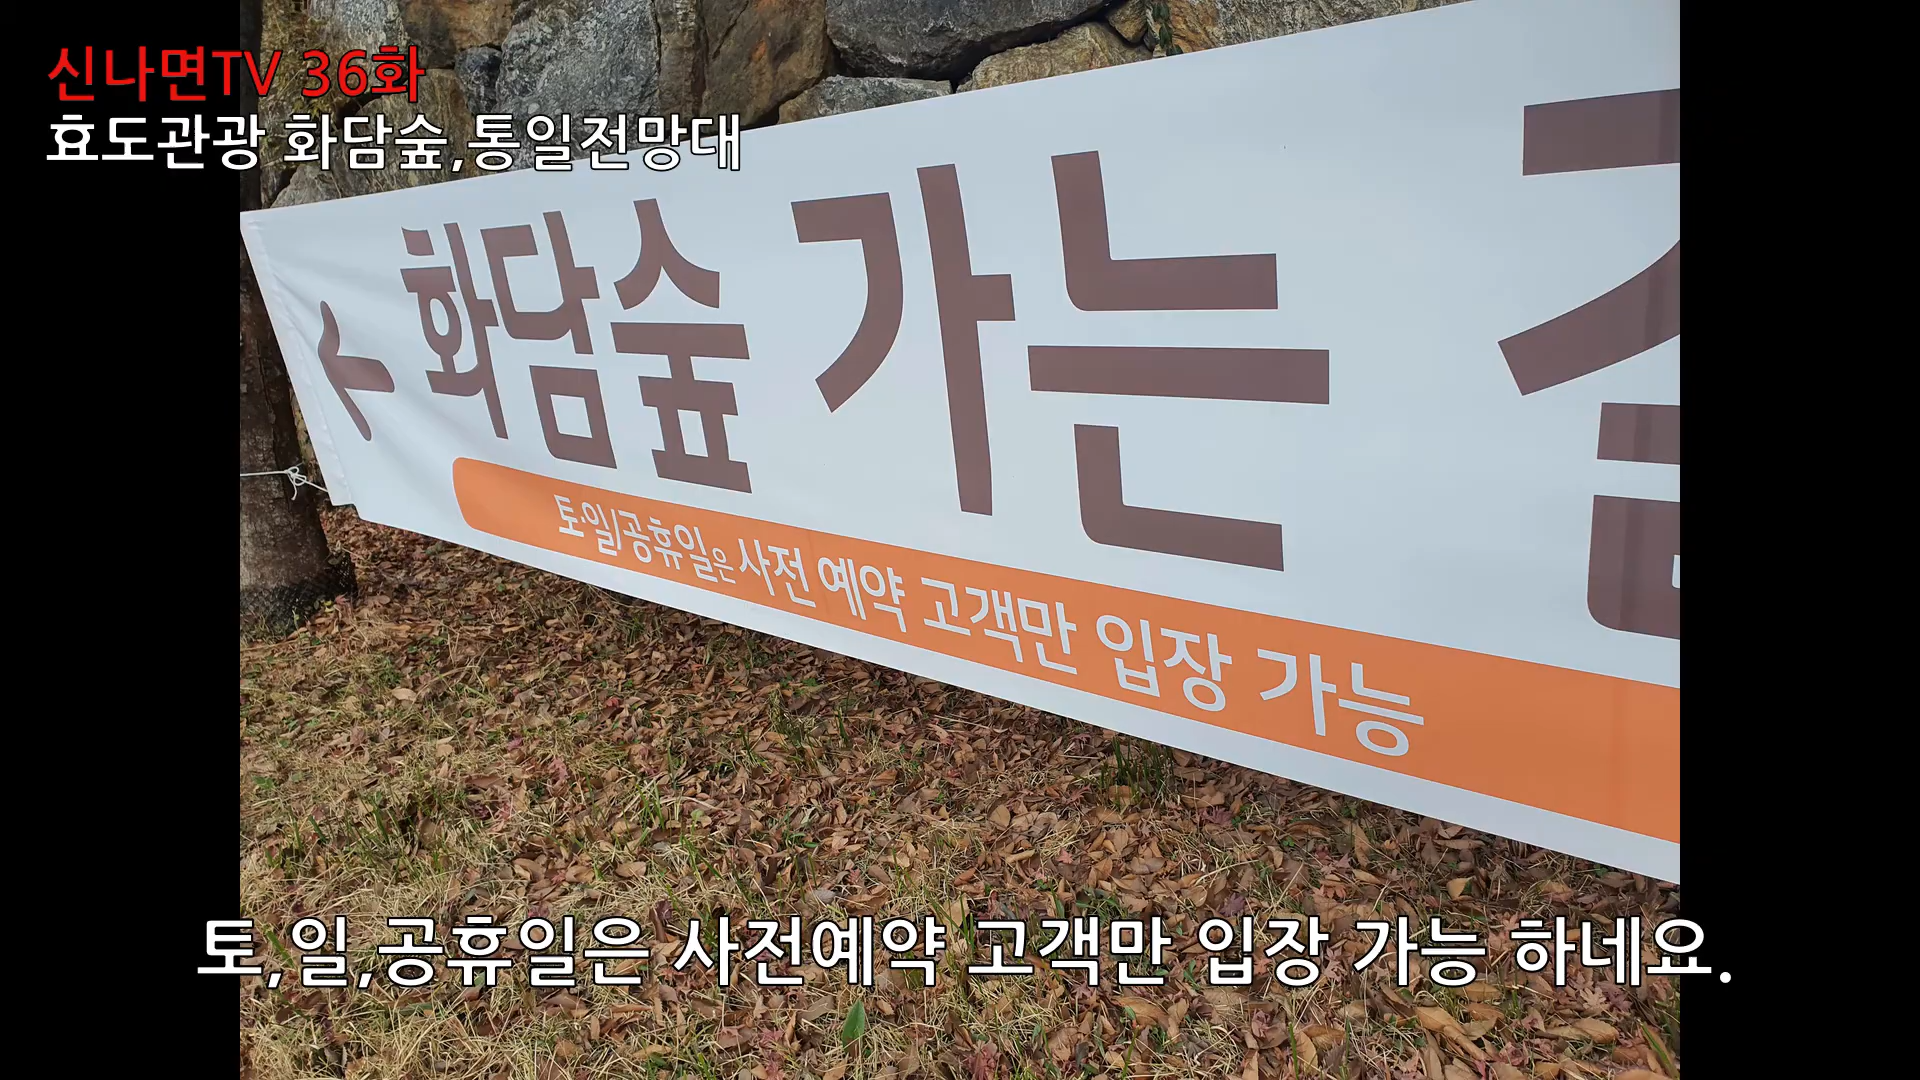 신나면TV 36화
효도관광 화담숲,통일전망대
← 화담숲 가는
토·일/공휴일은 사전 예약 고객만 입장 가능
토,일,공휴일은 사전예약 고객만 입장 가능 하네요.